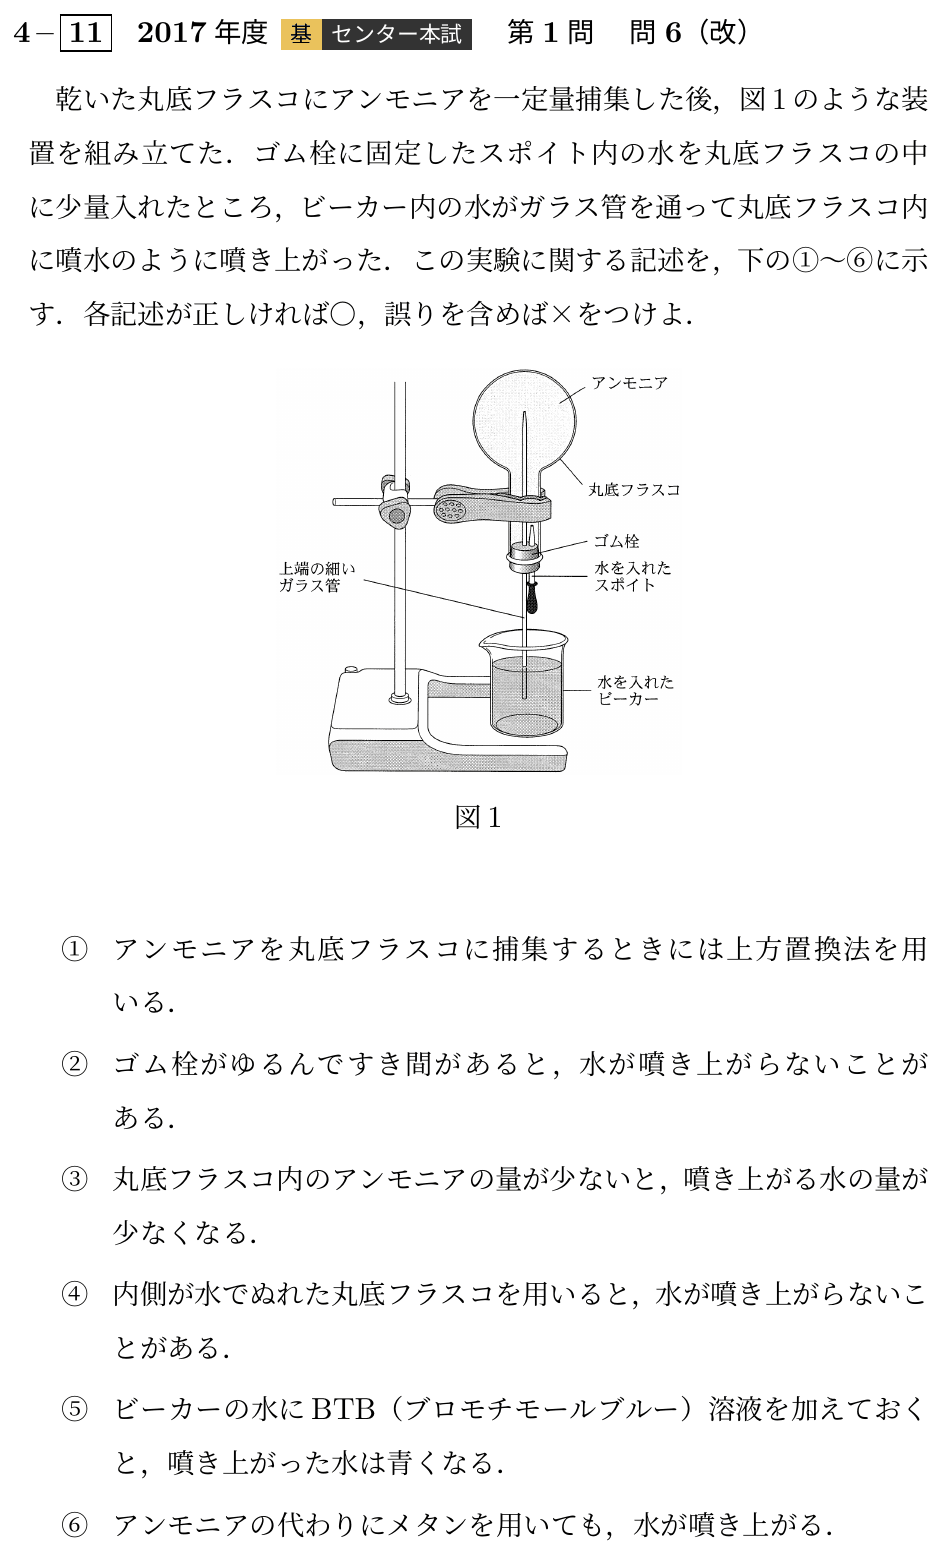 4－11 2017年度 基 センター本試 第1問 問6（改）
乾いた丸底フラスコにアンモニアを一定量捕集した後，図1のような装
置を組み立てた．ゴム栓に固定したスポイト内の水を丸底フラスコの中
に少量入れたところ，ビーカー内の水がガラス管を通って丸底フラスコ内
に噴水のように噴き上がった．この実験に関する記述を，下の①〜⑥に示
す．各記述が正しければ〇，誤りを含めば×をつけよ．
アンモニア
丸底フラスコ
ゴム栓
上端の細い
ガラス管
水を入れた
スポイト
水を入れた
ビーカー
図1
① アンモニアを丸底フラスコに捕集するときには上方置換法を用
いる．
② ゴム栓がゆるんですき間があると，水が噴き上がらないことが
ある．
③ 丸底フラスコ内のアンモニアの量が少ないと，噴き上がる水の量が
少なくなる．
④ 内側が水でぬれた丸底フラスコを用いると，水が噴き上がらないこ
とがある．
⑤ ビーカーの水にBTB（ブロモチモールブルー）溶液を加えておく
と，噴き上がった水は青くなる．
⑥ アンモニアの代わりにメタンを用いても，水が噴き上がる．